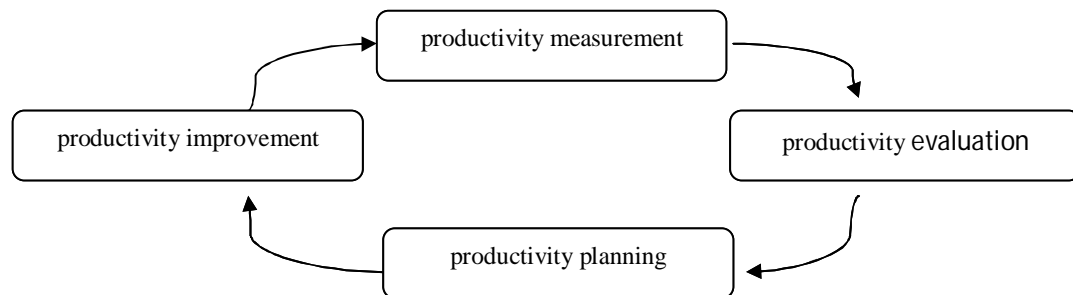 productivity measurement
productivity improvement
productivity evaluation
productivity planning